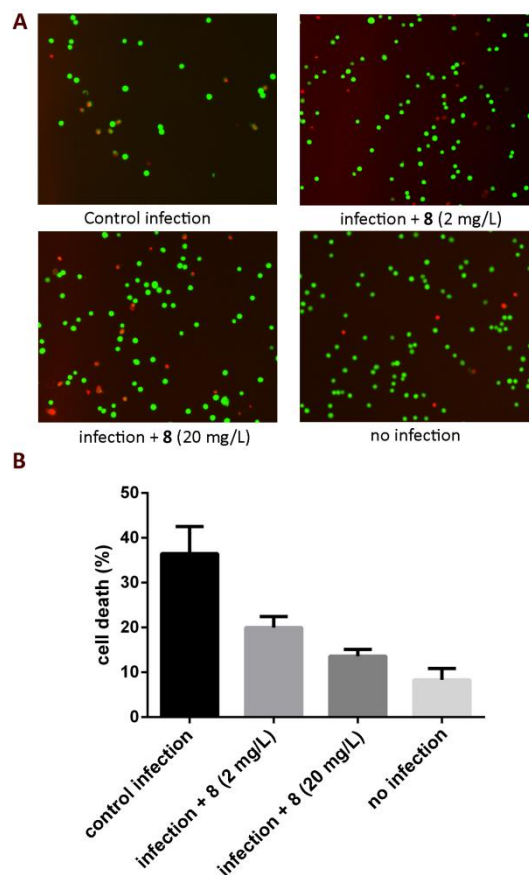 A
Control infection
infection + 8 (2 mg/L)
infection + 8 (20 mg/L)
no infection
B
50
40
30
20
10
0
cell death (%)
control infection
infection + 8 (2 mg/L)
infection + 8 (20 mg/L)
no infection